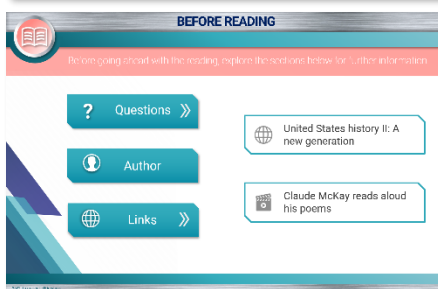 BEFORE READING
Before going ahead with the reading, explore the sections below for further information
? Questions
Author
Links
United States history II: A
new generation
Claude McKay reads aloud
his poems